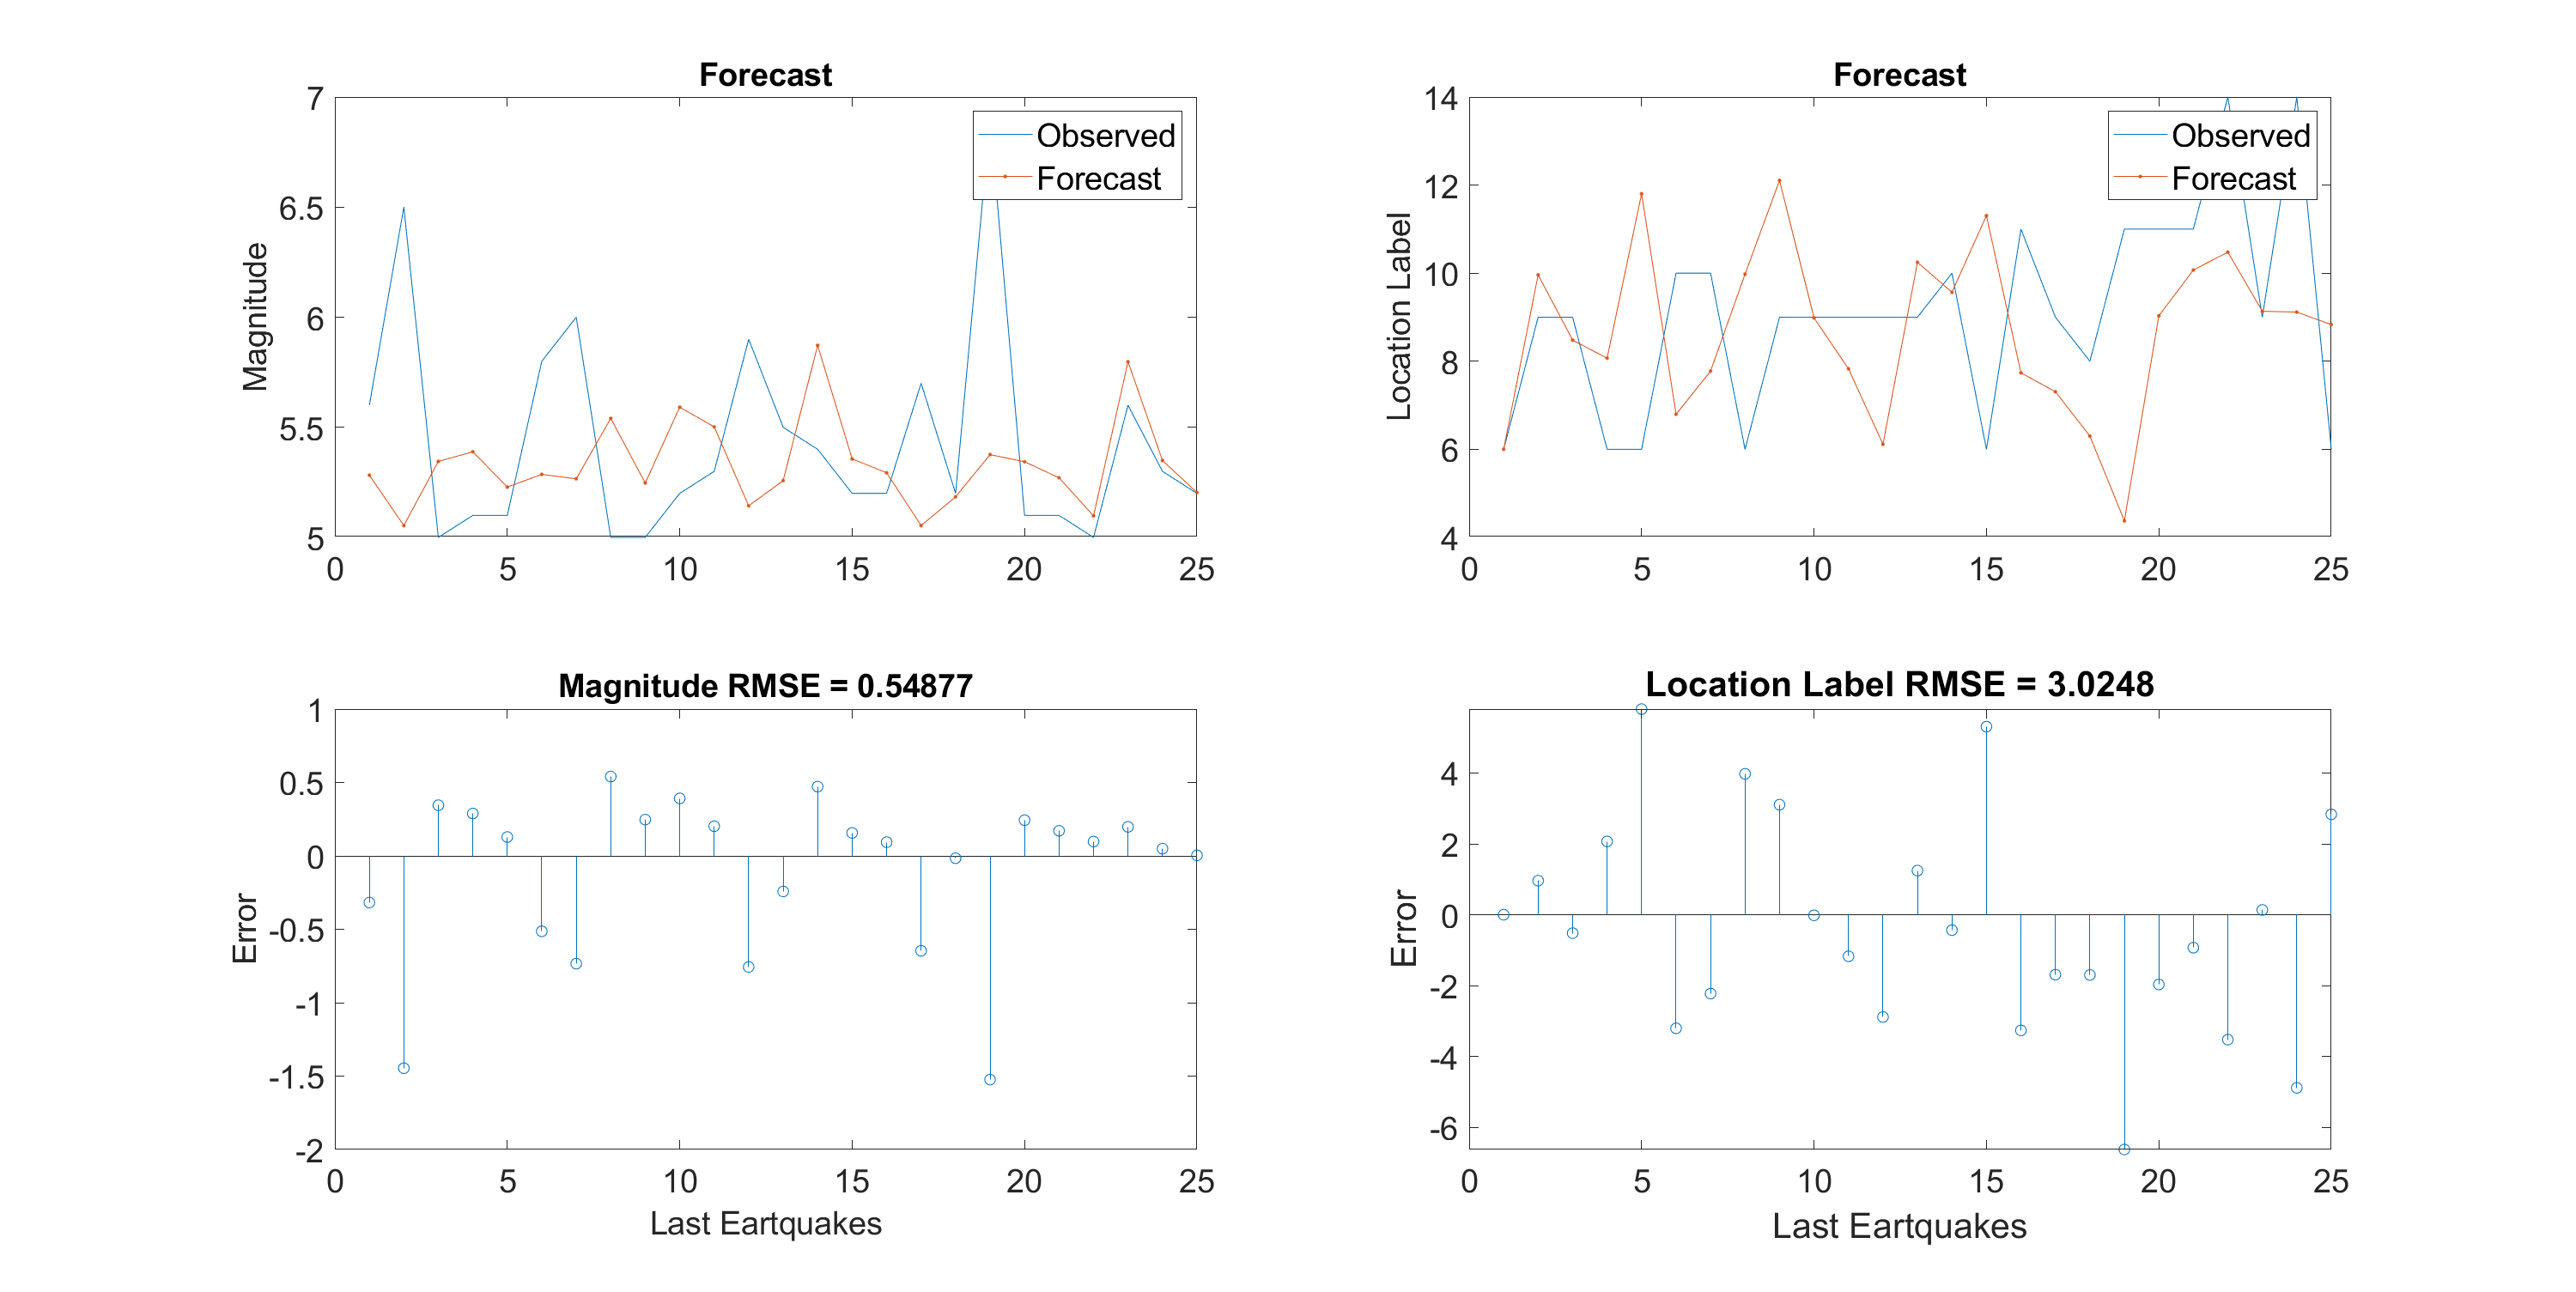 Forecast
7
6.5
6
5.5
5
Magnitude
Observed
Forecast
0 5 10 15 20 25
Forecast
14
12
10
8
6
4
Location Label
Observed
Forecast
0 5 10 15 20 25
Magnitude RMSE = 0.54877
1
0.5
0
-0.5
-1
-1.5
-2
Error
0 5 10 15 20 25
Last Eartquakes
Location Label RMSE = 3.0248
4
2
0
-2
-4
-6
Error
0 5 10 15 20 25
Last Eartquakes